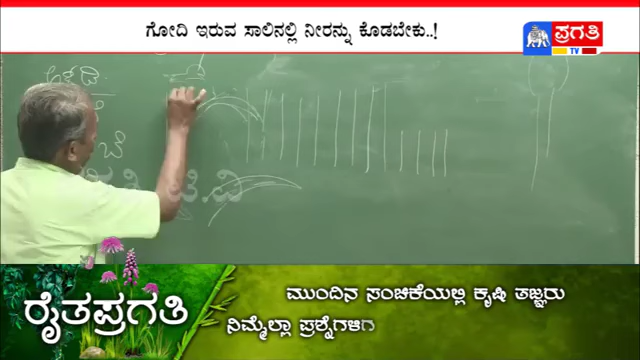 ಗೋದಿ ಇರುವ ಸಾಲಿನಲ್ಲಿ ನೀರನ್ನು ಕೊಡಬೇಕು..!
ಪ್ರಗತಿ
TV
ರೈತಪ್ರಗತಿ
ಮುಂದಿನ ಸಂಚಿಕೆಯಲ್ಲಿ ಕೃಷಿ ತಜ್ಞರು
ನಿಮ್ಮೆಲ್ಲಾ ಪ್ರಶ್ನೆಗಳಿಗ